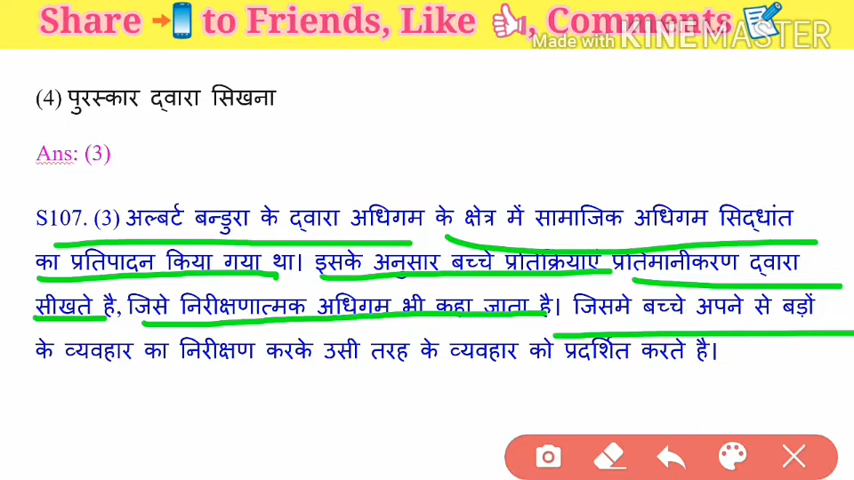 Share to Friends, Like , Comments
Made with KINEMASTER
(4) पुरस्कार द्वारा सिखना
Ans: (3)
S107. (3) अल्बर्ट बन्डुरा के द्वारा अधिगम के क्षेत्र में सामाजिक अधिगम सिद्धांत
का प्रतिपादन किया गया था। इसके अनुसार बच्चे प्रतिक्रियाएं प्रतिमानीकरण द्वारा
सीखते है, जिसे निरीक्षणात्मक अधिगम भी कहा जाता है। जिसमे बच्चे अपने से बड़ों
के व्यवहार का निरीक्षण करके उसी तरह के व्यवहार को प्रदर्शित करते है।